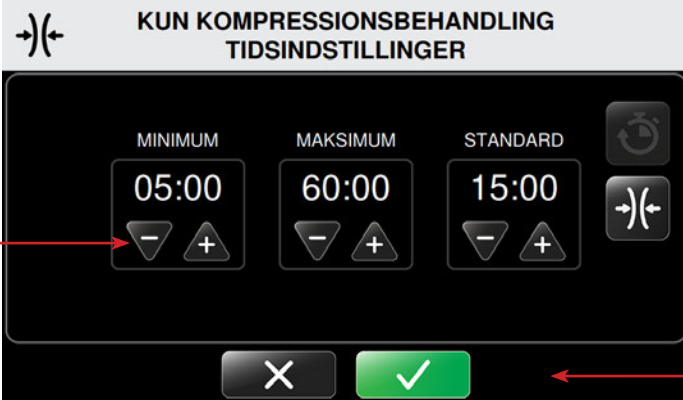 KUN KOMPRESSIONSBEHANDLING
TIDSINDSTILLINGER
MINIMUM MAKSIMUM STANDARD
05:00 60:00 15:00
- + - + - +